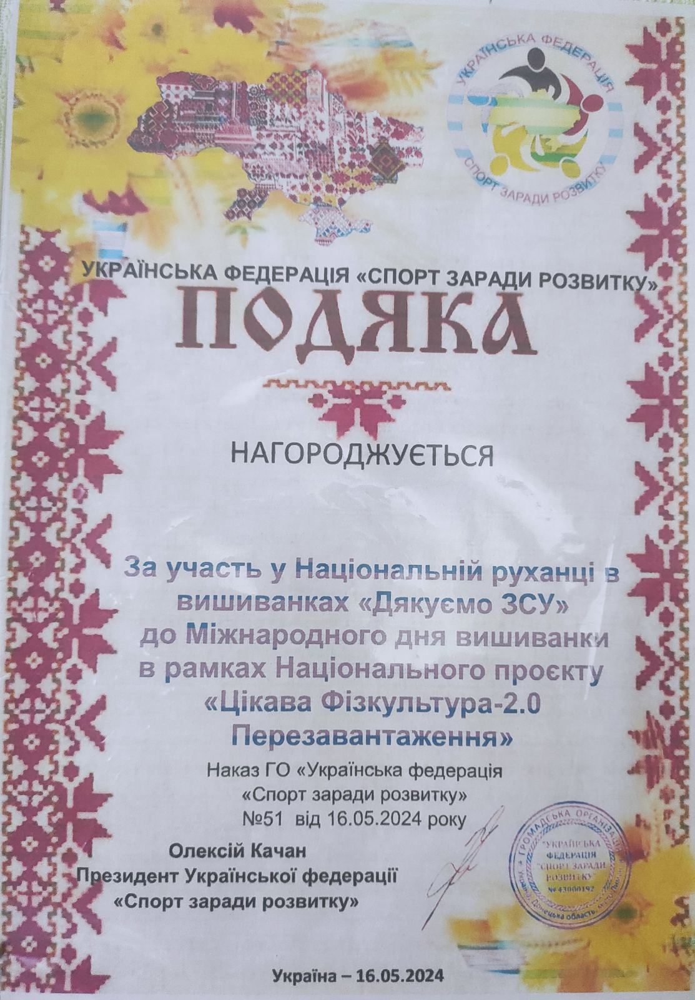 УКРАЇНСЬКА ФЕДЕРАЦІЯ
СПОРТ ЗАРАДИ РОЗВИТКУ
УКРАЇНСЬКА ФЕДЕРАЦІЯ «СПОРТ ЗАРАДИ РОЗВИТКУ»
ПОДЯКА
НАГОРОДЖУЄТЬСЯ
За участь у Національній руханці в
вишиванках «Дякуємо ЗСУ»
до Міжнародного дня вишиванки
в рамках Національного проєкту
«Цікава Фізкультура-2.0
Перезавантаження»
Наказ ГО «Українська федерація
«Спорт заради розвитку»
№51 від 16.05.2024 року
Олексій Качан
Президент Української федерації
«Спорт заради розвитку»
ГРОМАДСЬКА ОРГАНІЗАЦІЯ
"УКРАЇНСЬКА
ФЕДЕРАЦІЯ
"СПОРТ ЗАРАДИ
РОЗВИТКУ"
№ 43000192
Донецька область, місто Лиман
Україна – 16.05.2024